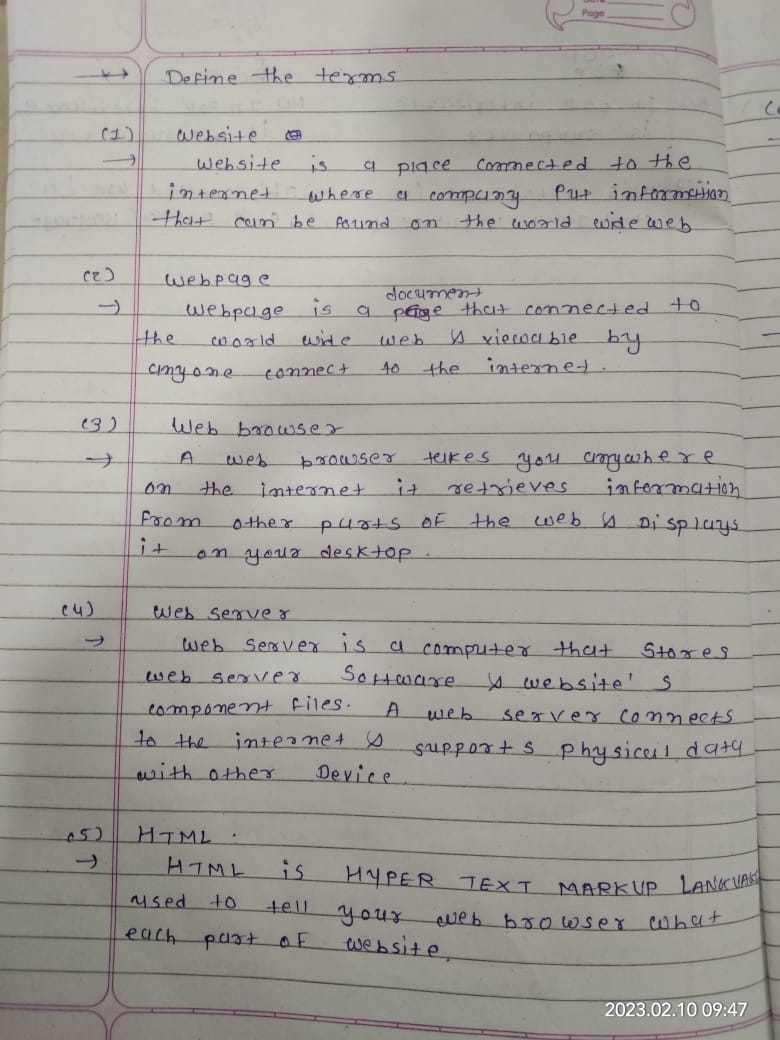 Page
Define the terms
(1) Website
→ Website is a place connected to the
internet where a company Put information
that can be found on the world wide web
(2) Webpage
document
→ Webpage is a page that connected to
the world wide web & viewable by
anyone connect to the internet.
(3) Web browser
→ A web browser takes you anywhere
on the internet it retrieves information
From other parts OF the web & Displays
it on your desktop.
(4) Web server
→ Web Server is a computer that Stores
web server Software & website's
component files. A web server connects
to the internet & supports physical data
with other Device
(5) HTML.
→ HTML is HYPER TEXT MARKUP LANKUAGE
used to tell your web browser what
each part OF website.
2023.02.10 09:47